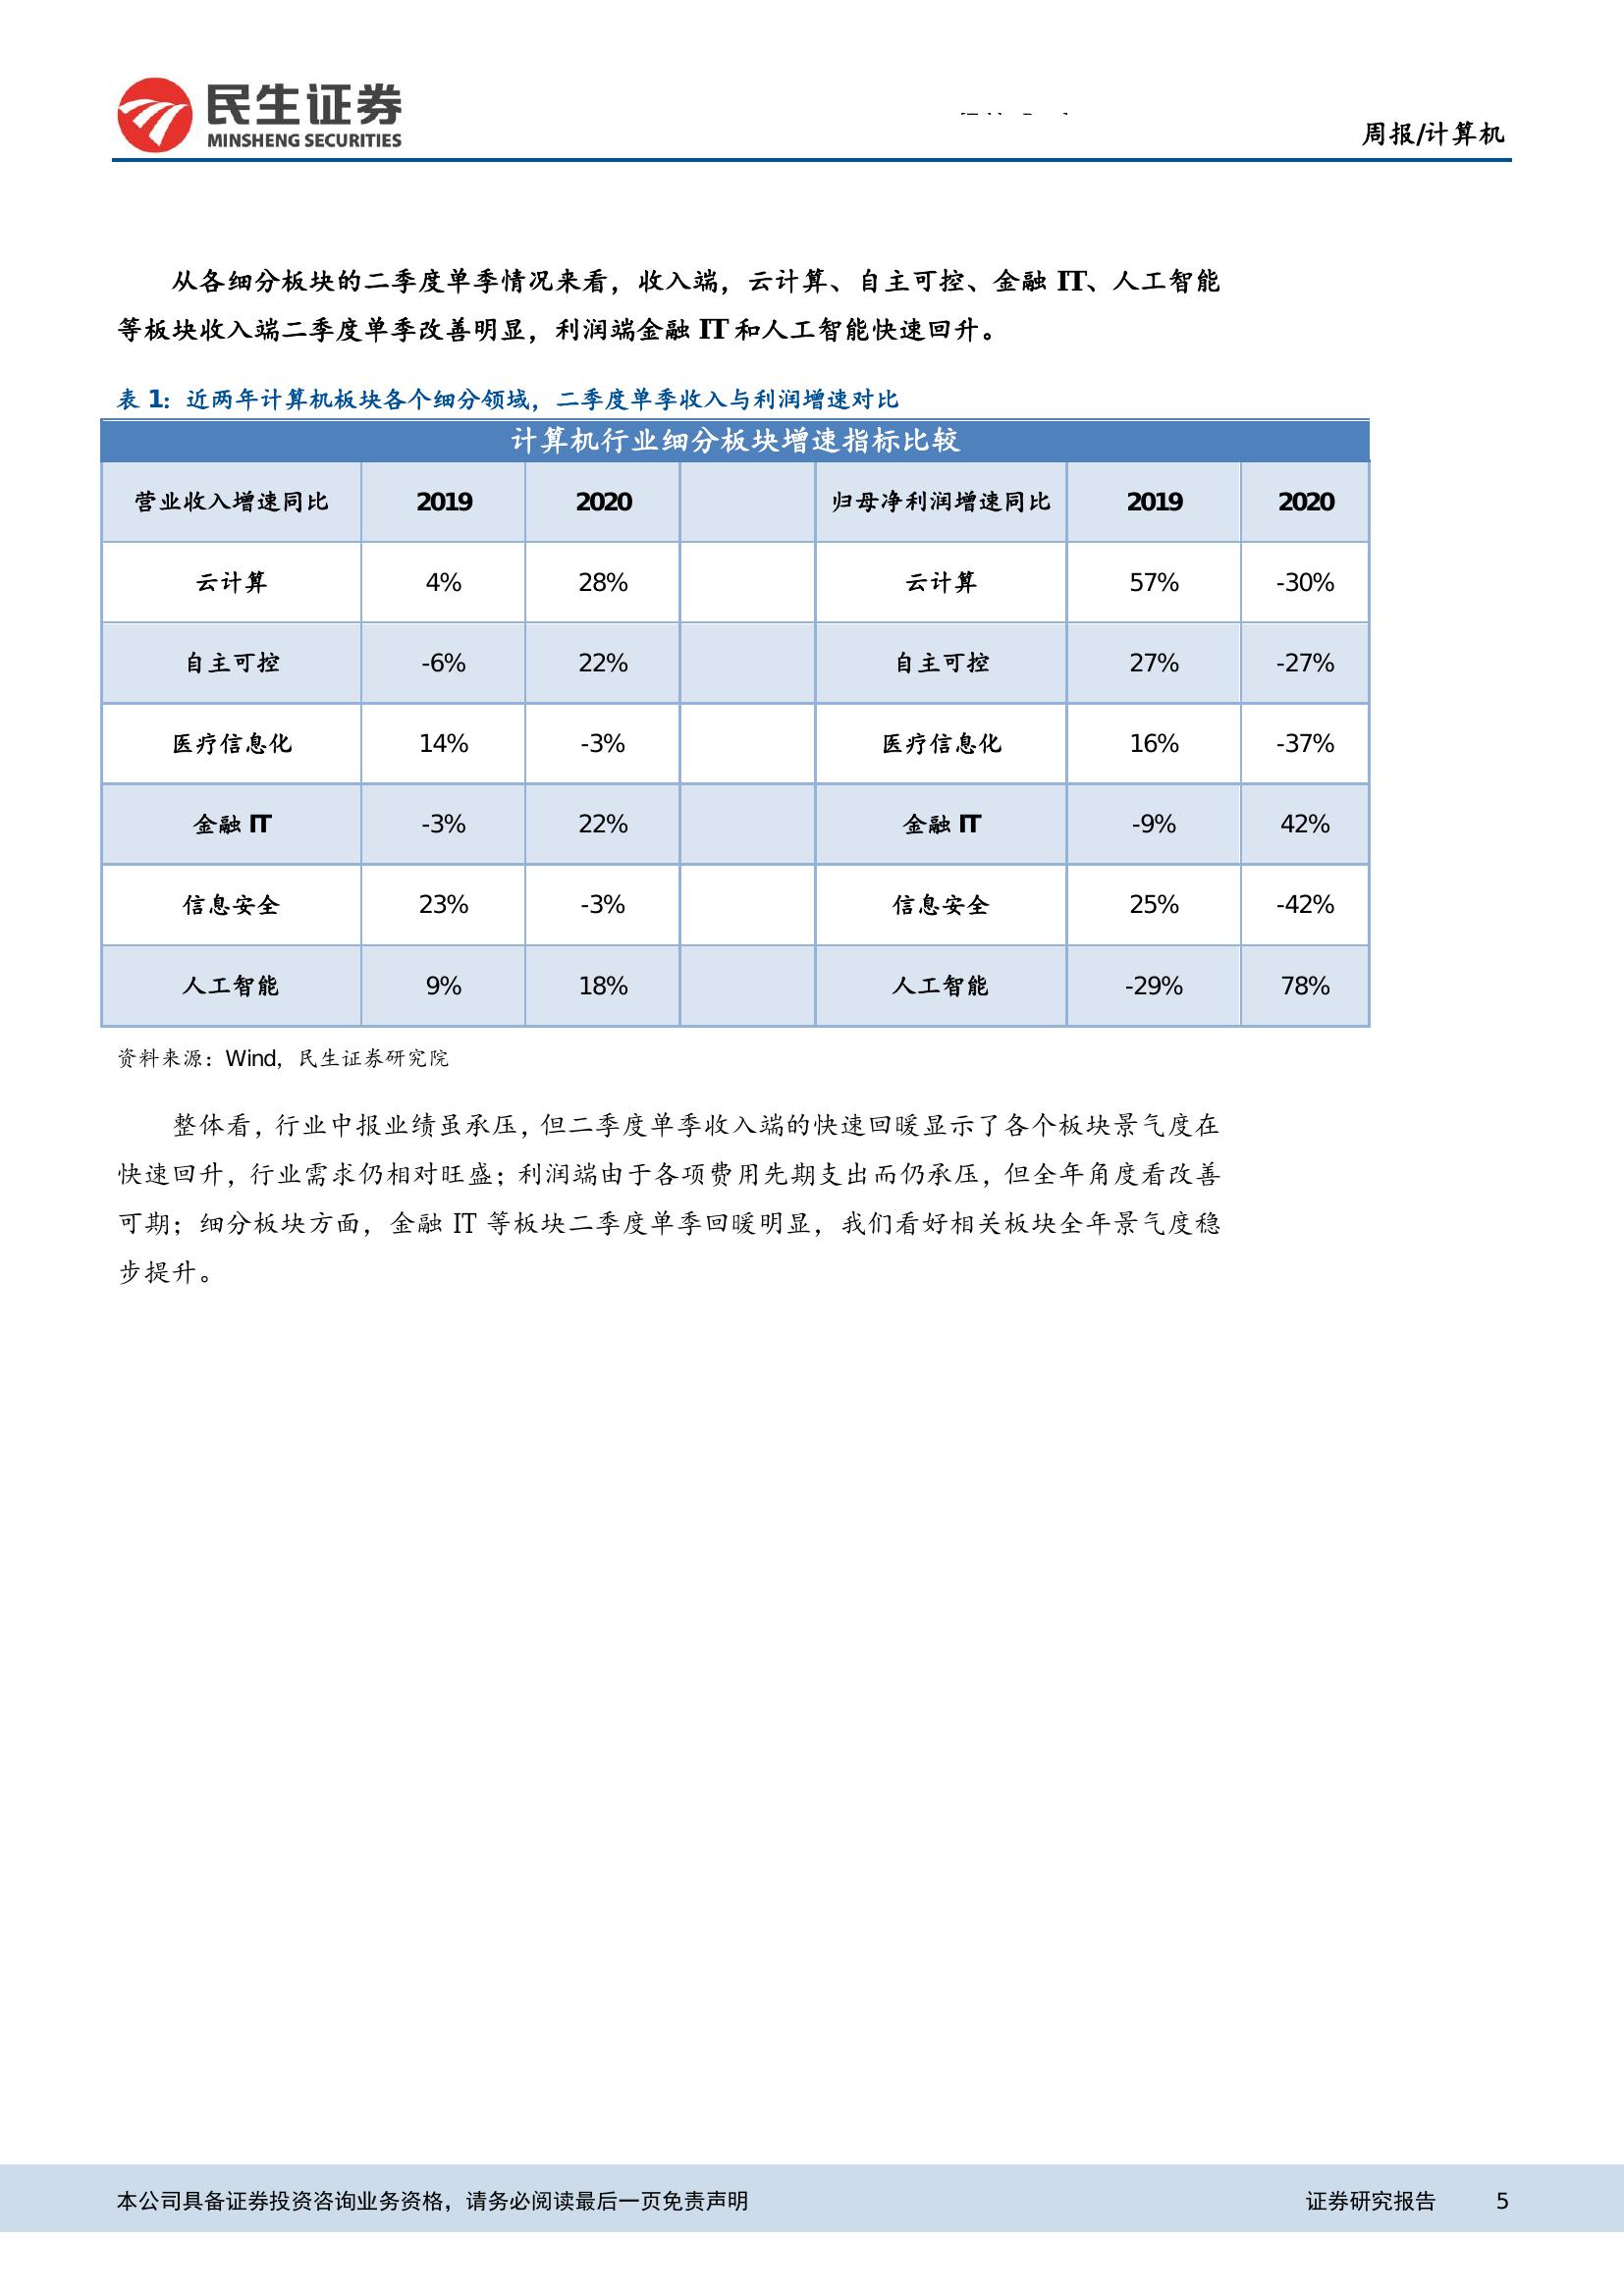 民生证券
MINSHENG SECURITIES
周报/计算机
从各细分板块的二季度单季情况来看，收入端，云计算、自主可控、金融 IT、人工智能
等板块收入端二季度单季改善明显，利润端金融 IT 和人工智能快速回升。
表 1：近两年计算机板块各个细分领域，二季度单季收入与利润增速对比
计算机行业细分板块增速指标比较
营业收入增速同比 2019 2020 归母净利润增速同比 2019 2020
云计算 4% 28% 云计算 57% -30%
自主可控 -6% 22% 自主可控 27% -27%
医疗信息化 14% -3% 医疗信息化 16% -37%
金融 IT -3% 22% 金融 IT -9% 42%
信息安全 23% -3% 信息安全 25% -42%
人工智能 9% 18% 人工智能 -29% 78%
资料来源：Wind，民生证券研究院
整体看，行业中报业绩虽承压，但二季度单季收入端的快速回暖显示了各个板块景气度在
快速回升，行业需求仍相对旺盛；利润端由于各项费用先期支出而仍承压，但全年角度看改善
可期；细分板块方面，金融 IT 等板块二季度单季回暖明显，我们看好相关板块全年景气度稳
步提升。
本公司具备证券投资咨询业务资格，请务必阅读最后一页免责声明 证券研究报告 5